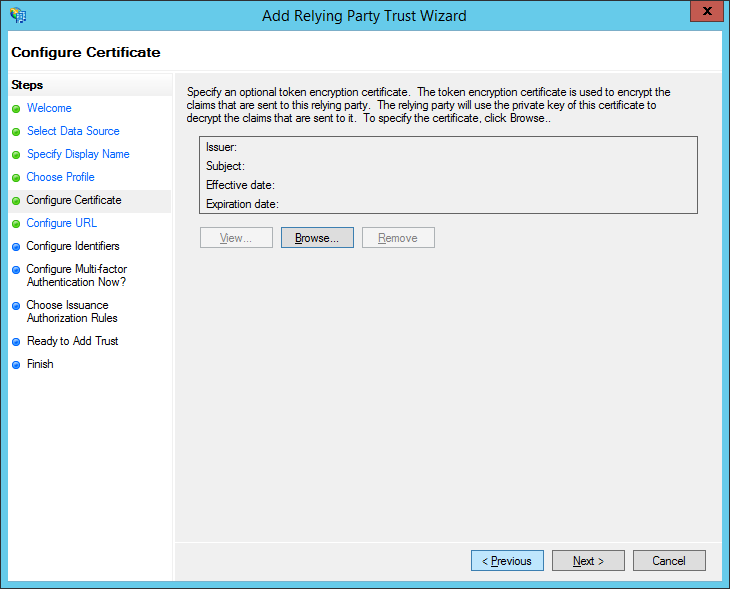 Add Relying Party Trust Wizard
x
Configure Certificate
Steps
Welcome
Select Data Source
Specify Display Name
Choose Profile
Configure Certificate
Configure URL
Configure Identifiers
Configure Multi-factor
Authentication Now?
Choose Issuance
Authorization Rules
Ready to Add Trust
Finish
Specify an optional token encryption certificate.  The token encryption certificate is used to encrypt the
claims that are sent to this relying party.  The relying party will use the private key of this certificate to
decrypt the claims that are sent to it.  To specify the certificate, click Browse..
Issuer:
Subject:
Effective date:
Expiration date:
View...
Browse...
Remove
< Previous
Next >
Cancel